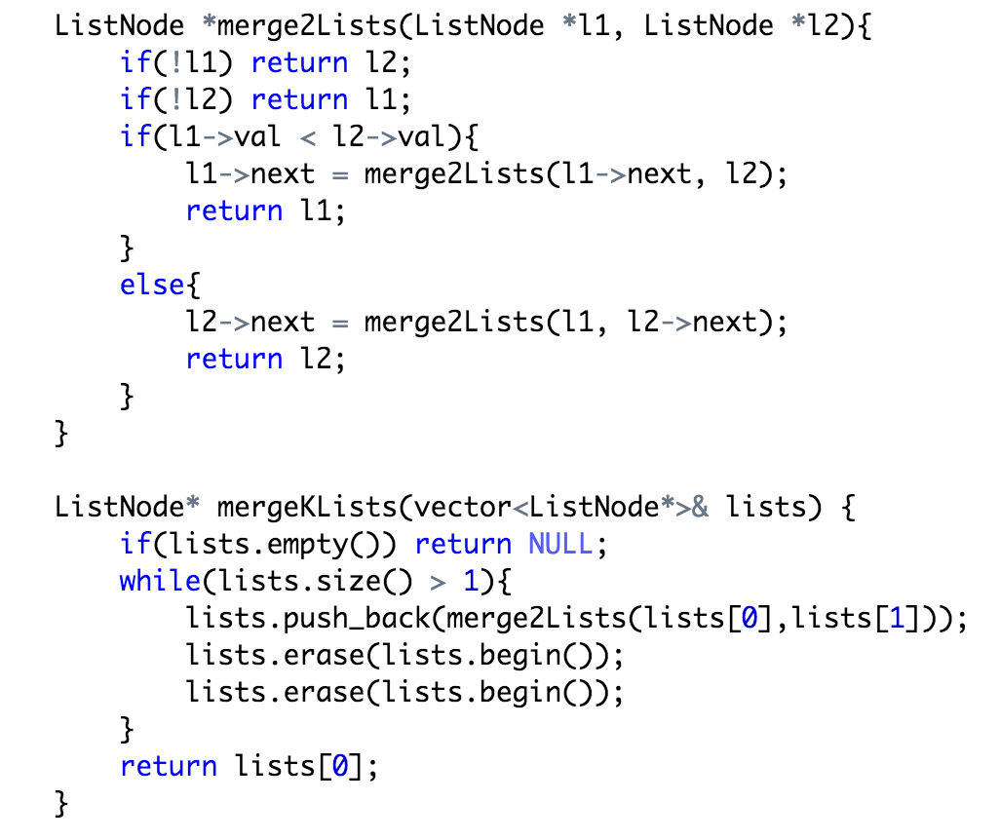 ListNode *merge2Lists(ListNode *l1, ListNode *l2){
    if(!l1) return l2;
    if(!l2) return l1;
    if(l1->val < l2->val){
        l1->next = merge2Lists(l1->next, l2);
        return l1;
    }
    else{
        l2->next = merge2Lists(l1, l2->next);
        return l2;
    }
}

ListNode* mergeKLists(vector<ListNode*>& lists) {
    if(lists.empty()) return NULL;
    while(lists.size() > 1){
        lists.push_back(merge2Lists(lists[0],lists[1]));
        lists.erase(lists.begin());
        lists.erase(lists.begin());
    }
    return lists[0];
}